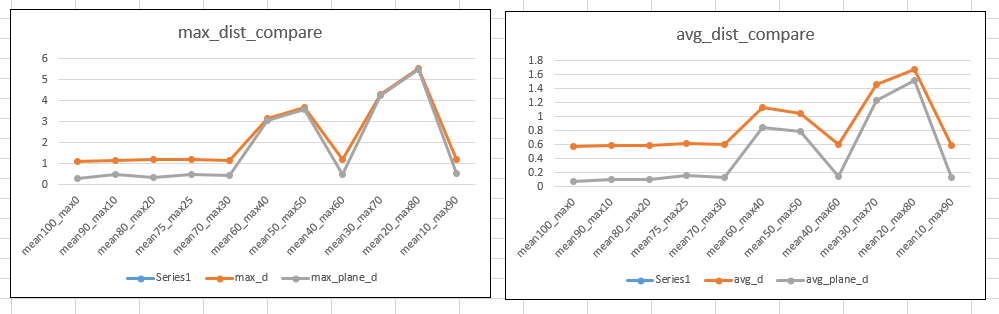 max_dist_compare
6
5
4
3
2
1
0
mean100_max0
mean90_max10
mean80_max20
mean75_max25
mean70_max30
mean60_max40
mean50_max50
mean40_max60
mean30_max70
mean20_max80
mean10_max90
Series1 max_d max_plane_d
avg_dist_compare
1.8
1.6
1.4
1.2
1
0.8
0.6
0.4
0.2
0
mean100_max0
mean90_max10
mean80_max20
mean75_max25
mean70_max30
mean60_max40
mean50_max50
mean40_max60
mean30_max70
mean20_max80
mean10_max90
Series1 avg_d avg_plane_d